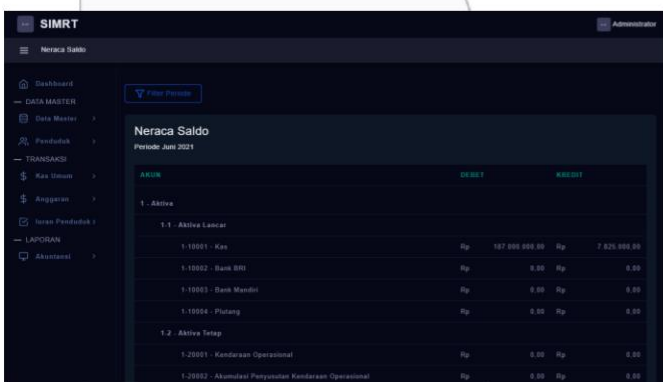 SIMRT
Administrator
Neraca Saldo
Dashboard
DATA MASTER
Data Master
Penduduk
TRANSAKSI
Kas Umum
Anggaran
Iuran Penduduk
LAPORAN
Akuntansi
Filter Periode
Neraca Saldo
Periode Juni 2021
AKUN DEBET KREDIT
1 - Aktiva
1-1 - Aktiva Lancar
1-10001 - Kas Rp Rp 7.825.000,00
1-10002 - Bank BRI Rp 0,00 Rp 0,00
1-10003 - Bank Mandiri Rp 0,00 Rp 0,00
1-10004 - Piutang Rp 0,00 Rp 0,00
1-2 - Aktiva Tetap
1-20001 - Kendaraan Operasional Rp 0,00 Rp 0,00
1-20002 - Akumulasi Penyusutan Kendaraan Operasional Rp 0,00 Rp 0,00